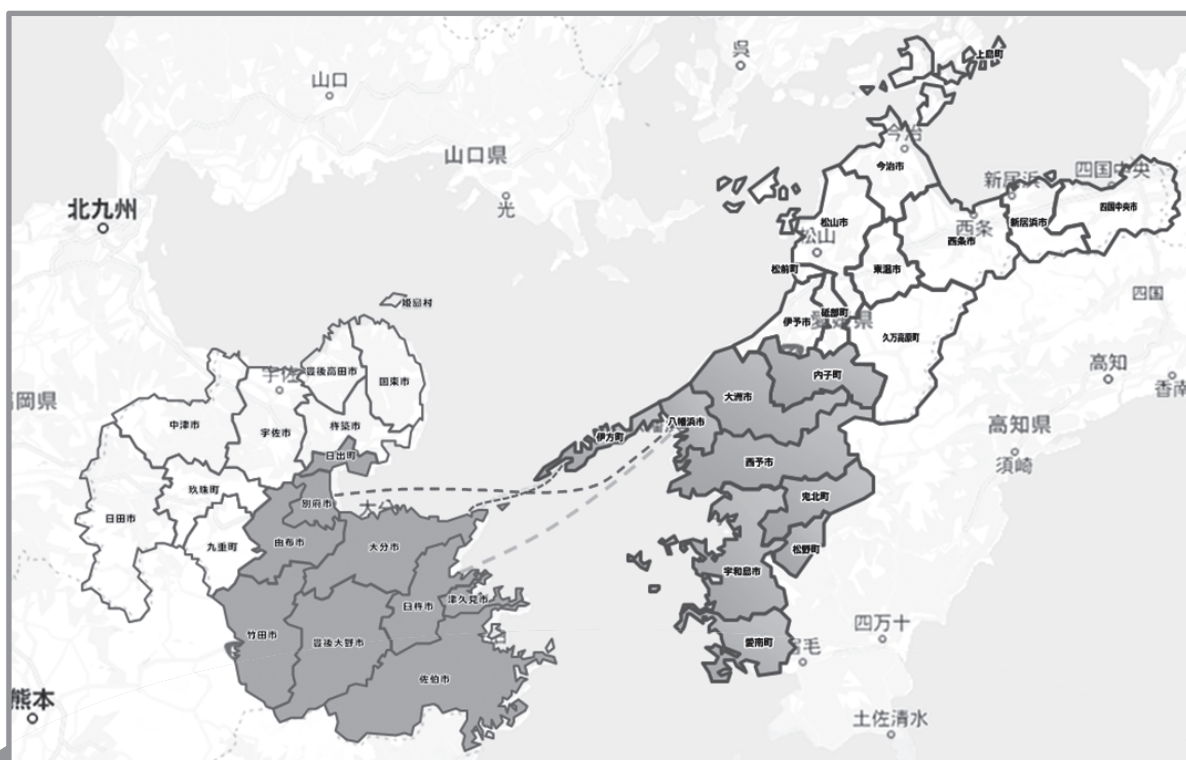 呉
上島町
山口
山口県
今治
今治市
新居浜
四国中央
光
北九州
松山市
西条
新居浜市
四国中央市
松山
西条市
松前町
東温市
四国
姫島村
伊予市
砥部町
愛媛県
久万高原町
高知
香南
岡県
宇佐
豊後高田市
国東市
内子町
大洲市
中津市
宇佐市
杵築市
八幡浜市
高知県
伊方町
日出町
西予市
須崎
玖珠町
別府市
大分
鬼北町
日田市
九重町
由布市
大分市
松野町
宇和島市
臼杵市
津久見市
竹田市
豊後大野市
四万十
愛南町
宿毛
佐伯市
熊本
土佐清水